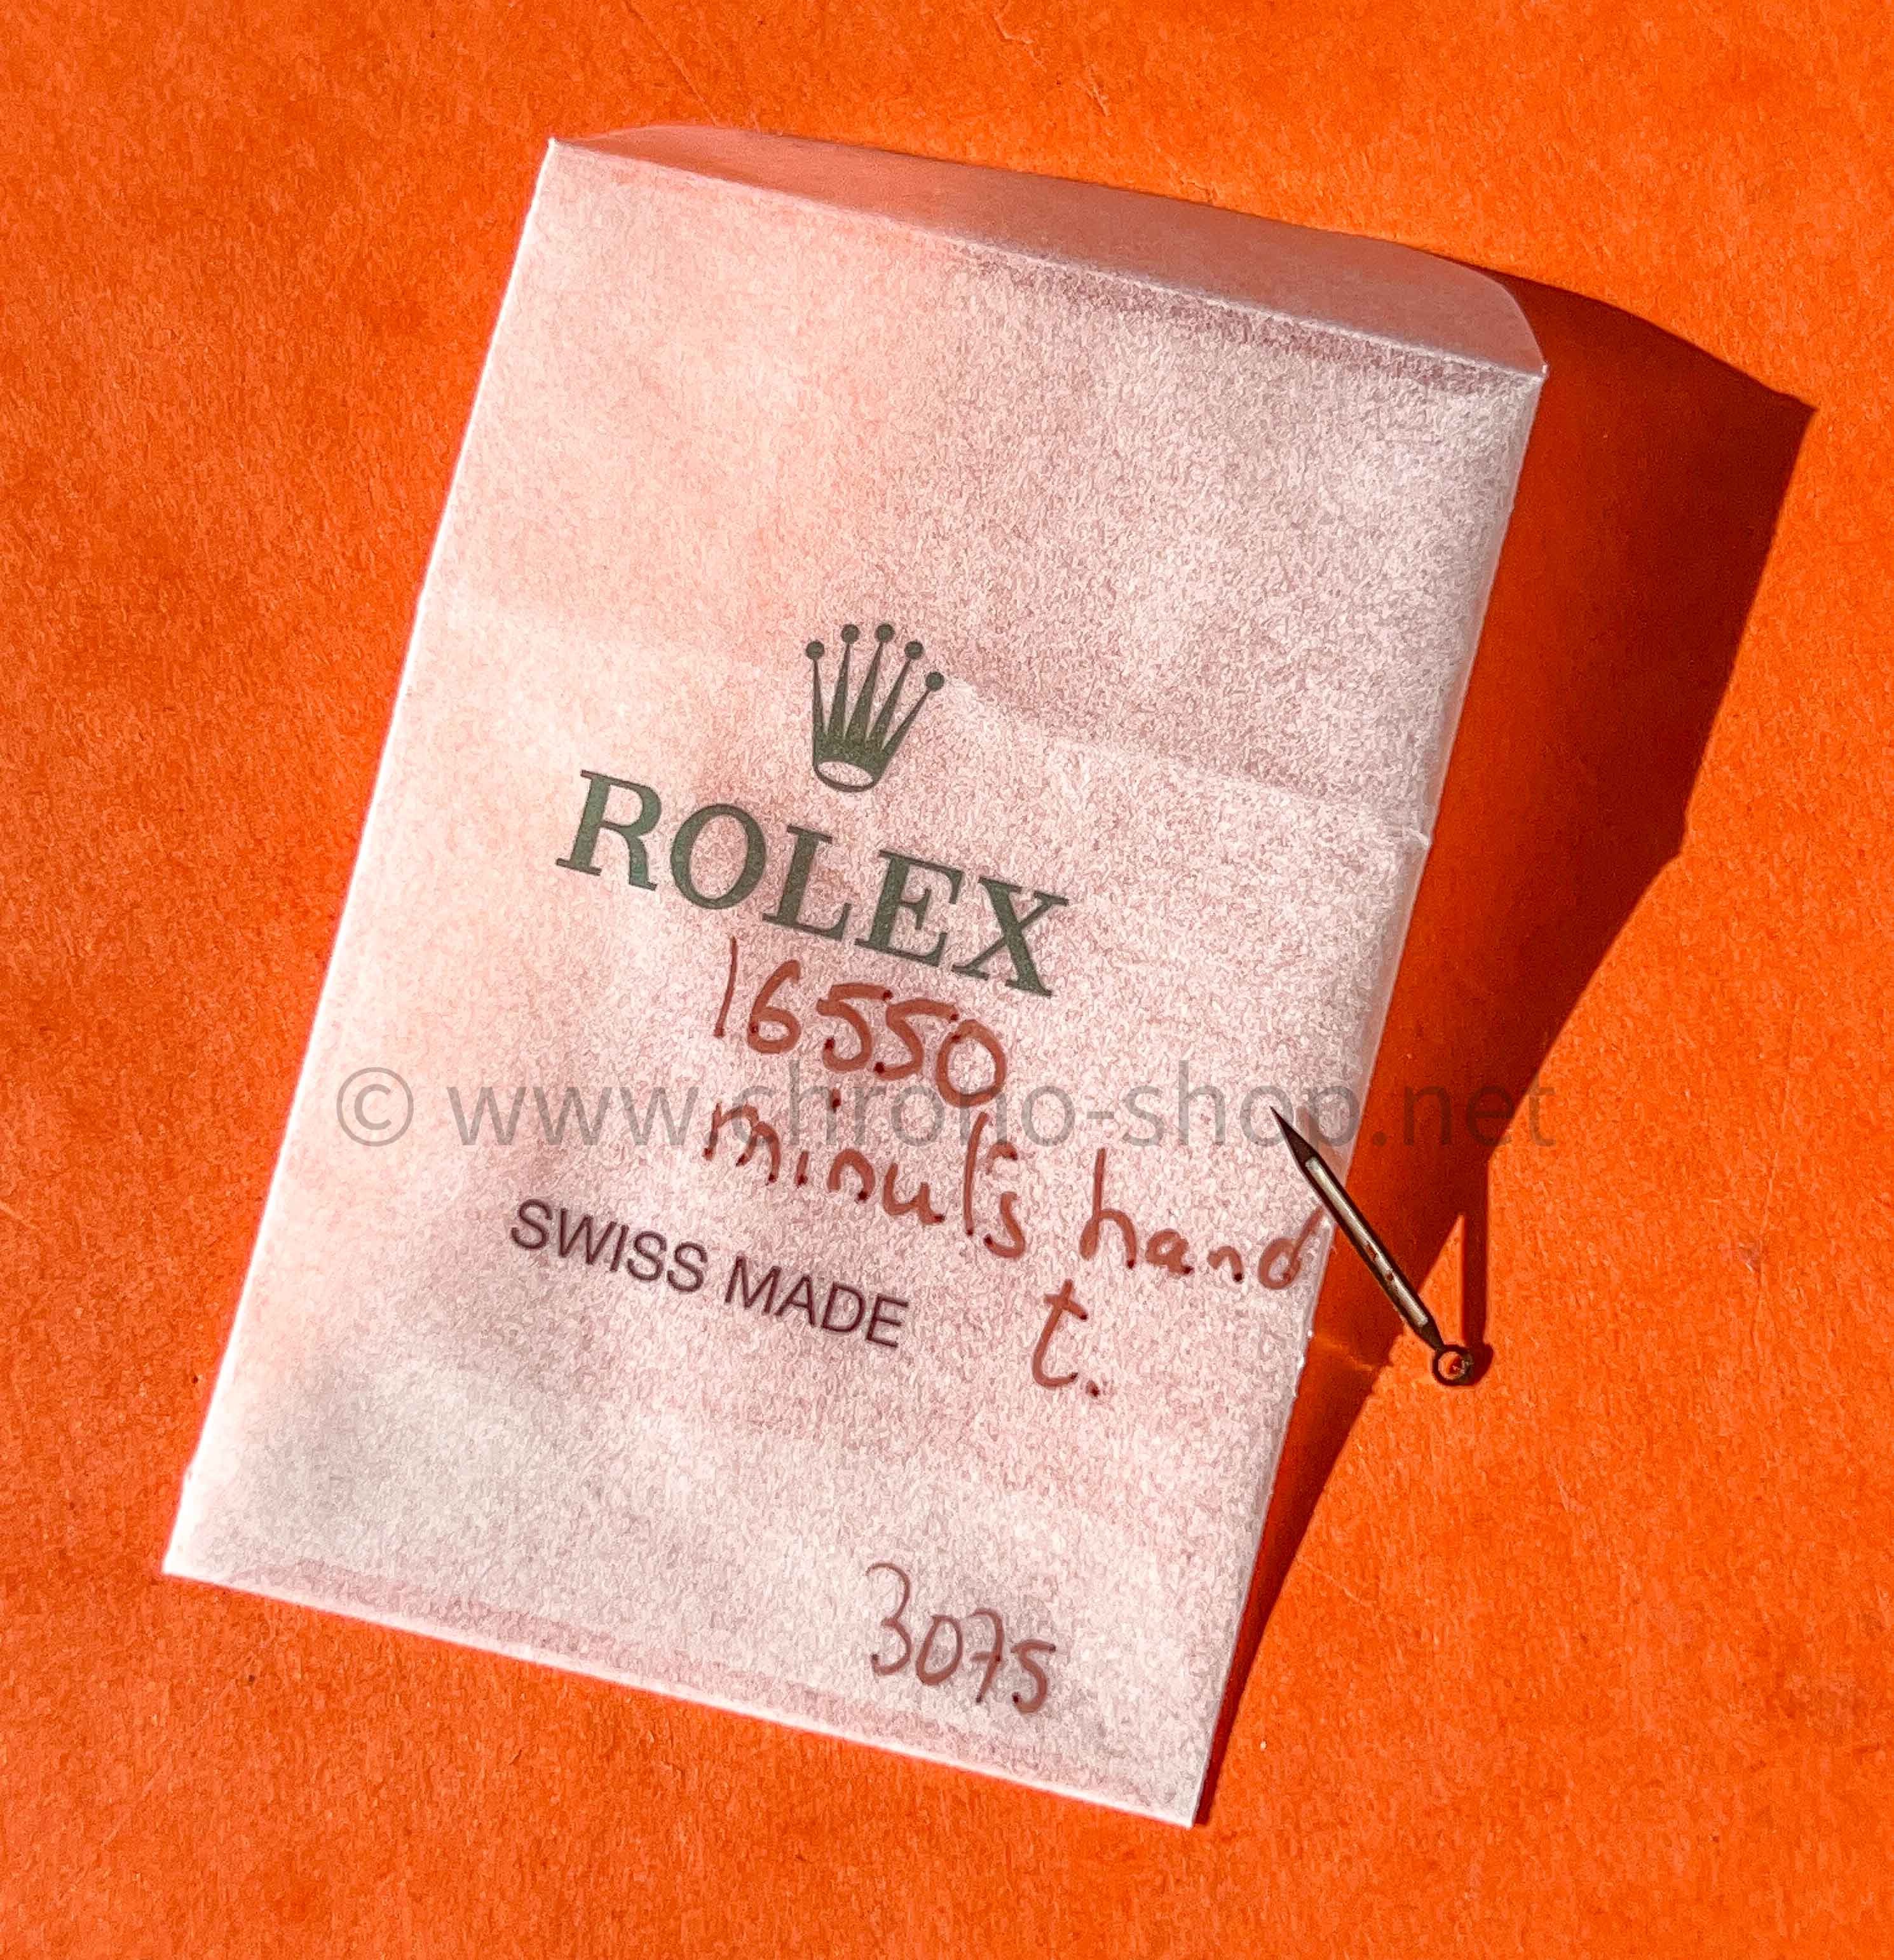 ROLEX
16550
© www.chrono-shop.net
minuts hand
SWISS MADE
t.
3075